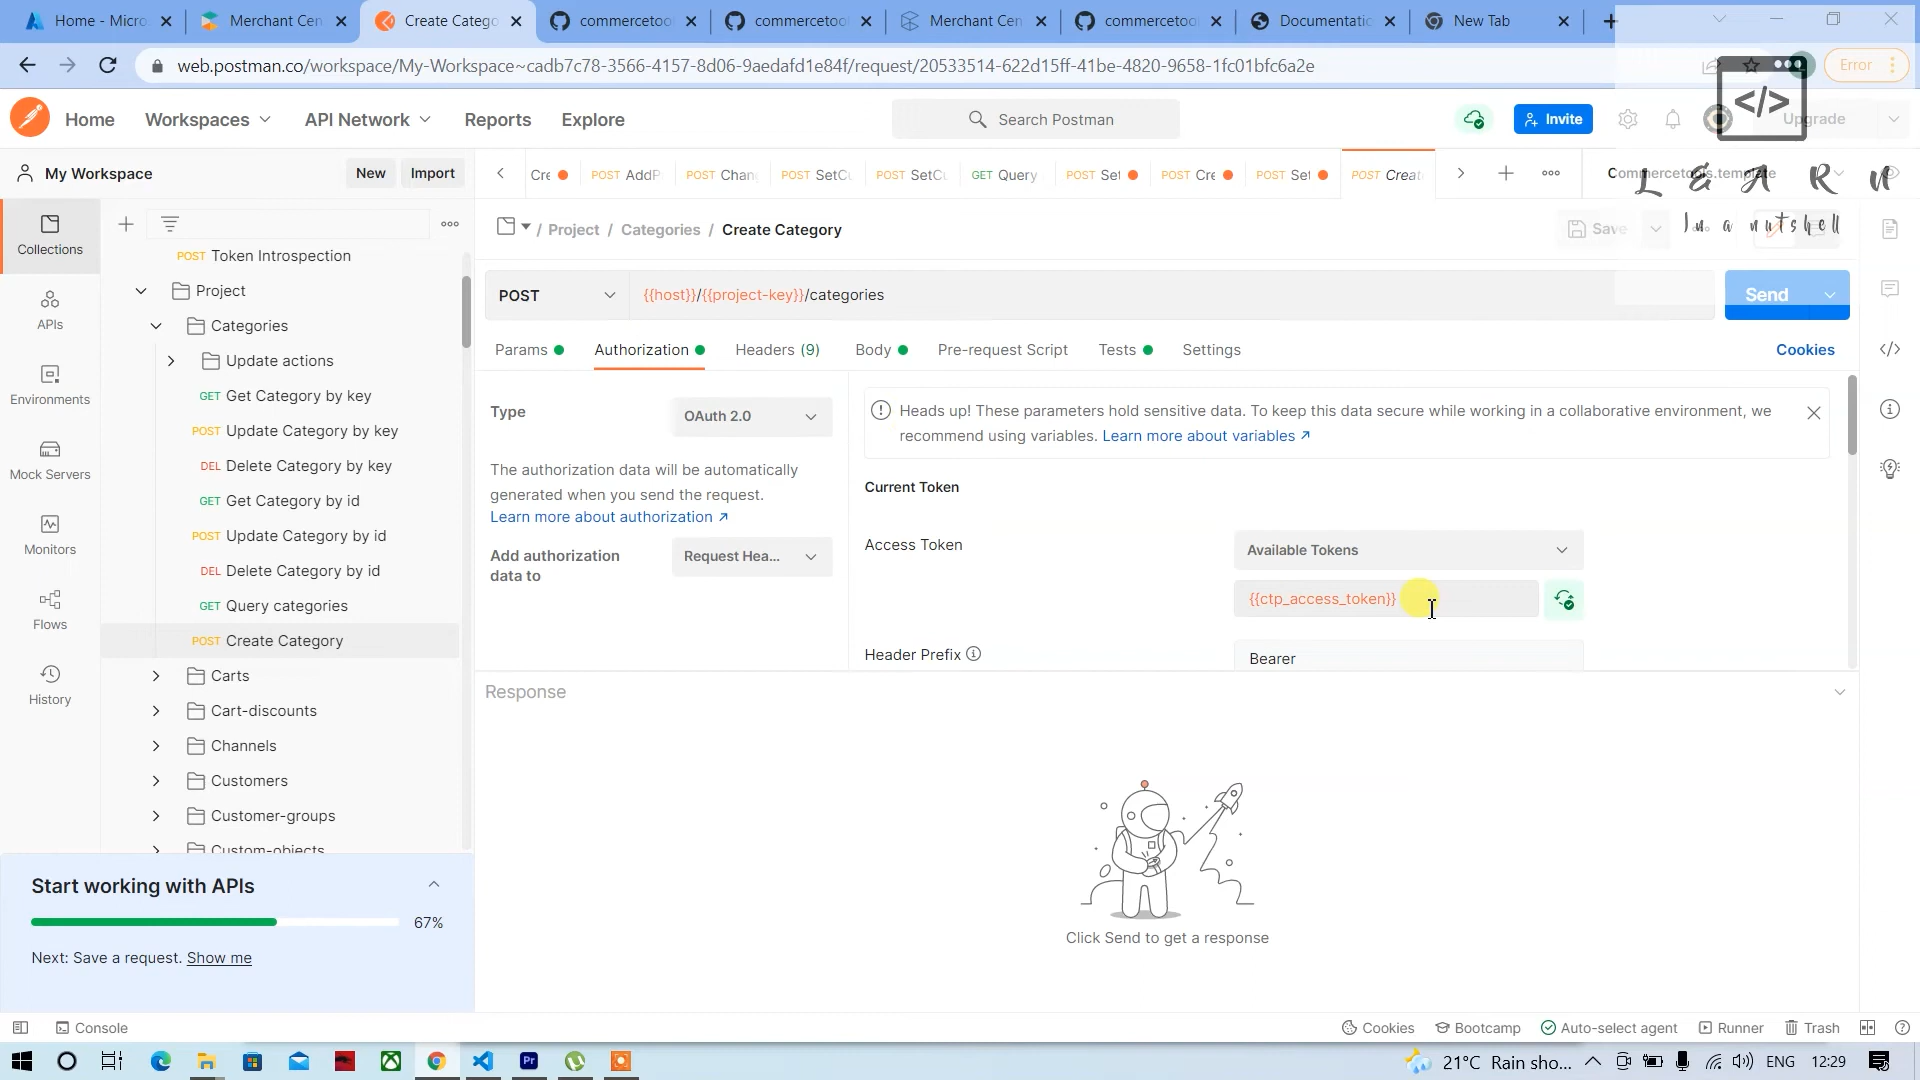 Home - Micro
Merchant Cen
Create Catego
commercetoo
commercetoo
Merchant Cen
commercetoo
Documentatio
New Tab
web.postman.co/workspace/My-Workspace~cadb7c78-3566-4157-8d06-9aedafd1e84f/request/20533514-622d15ff-41be-4820-9658-1fc01bfc6a2e
Error
Home
Workspaces
API Network
Reports
Explore
Search Postman
Invite
Upgrade
</>
My Workspace
New
Import
Cre
POST AddP
POST Chan
POST SetCu
POST SetCu
GET Query
POST Set
POST Cre
POST Set
POST Creat
Commercetools.template
L E A R n
In a nutshell
Collections
APIs
Environments
Mock Servers
Monitors
Flows
History
POST Token Introspection
Project
Categories
Update actions
GET Get Category by key
POST Update Category by key
DEL Delete Category by key
GET Get Category by id
POST Update Category by id
DEL Delete Category by id
GET Query categories
POST Create Category
Carts
Cart-discounts
Channels
Customers
Customer-groups
Custom-objects
/ Project / Categories / Create Category
Save
POST
{{host}}/{{project-key}}/categories
Send
Params
Authorization
Headers (9)
Body
Pre-request Script
Tests
Settings
Cookies
Type
OAuth 2.0
The authorization data will be automatically
generated when you send the request.
Learn more about authorization ↗
Add authorization
data to
Request Hea...
Heads up! These parameters hold sensitive data. To keep this data secure while working in a collaborative environment, we
recommend using variables. Learn more about variables ↗
Current Token
Access Token
Available Tokens
{{ctp_access_token}}
Header Prefix
Bearer
Response
Click Send to get a response
Start working with APIs
67%
Next: Save a request. Show me
Console
Cookies
Bootcamp
Auto-select agent
Runner
Trash
21°C Rain sho...
ENG
12:29